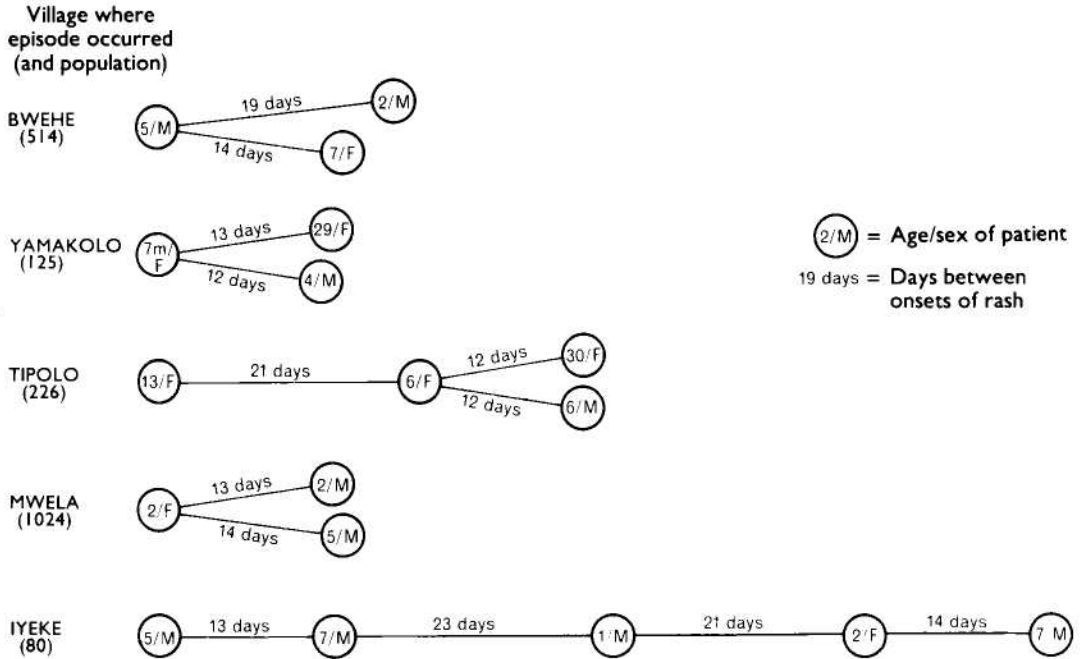 Village where
episode occurred
(and population)
BWEHE
(514)
5/M
19 days
2/M
14 days
7/F
YAMAKOLO
(125)
7m/
F
13 days
29/F
12 days
4/M
2/M = Age/sex of patient
19 days = Days between
onsets of rash
TIPOLO
(226)
13/F
21 days
6/F
12 days
30/F
12 days
6/M
MWELA
(1024)
2/F
13 days
2/M
14 days
5/M
IYEKE
(80)
5/M
13 days
7/M
23 days
1/M
21 days
2/F
14 days
7 M